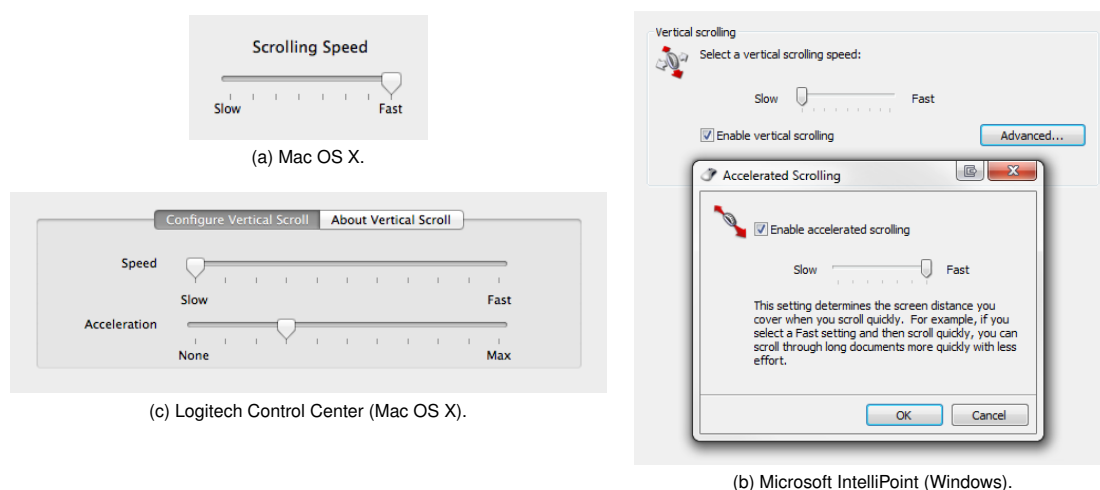 Scrolling Speed
Slow Fast
(a) Mac OS X.
Configure Vertical Scroll About Vertical Scroll
Speed
Slow Fast
Acceleration
None Max
(c) Logitech Control Center (Mac OS X).
Vertical scrolling
Select a vertical scrolling speed:
Slow Fast
Enable vertical scrolling Advanced...
Accelerated Scrolling
Enable accelerated scrolling
Slow Fast
This setting determines the screen distance you
cover when you scroll quickly. For example, if you
select a Fast setting and then scroll quickly, you can
scroll through long documents more quickly with less
effort.
OK Cancel
(b) Microsoft IntelliPoint (Windows).